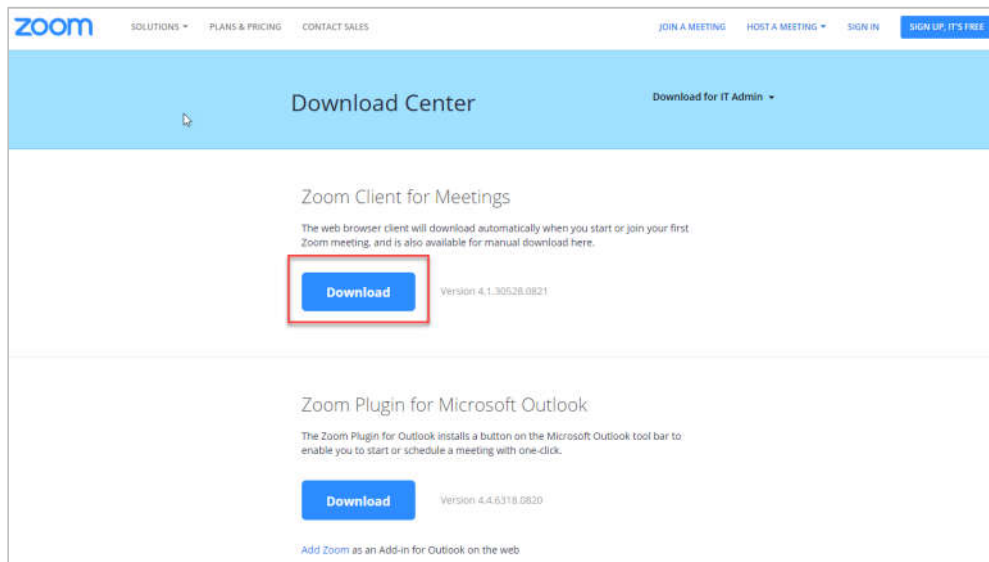 zoom SOLUTIONS PLANS & PRICING CONTACT SALES JOIN A MEETING HOST A MEETING SIGN IN SIGN UP, IT'S FREE
Download Center Download for IT Admin
Zoom Client for Meetings
The web browser client will download automatically when you start or join your first
Zoom meeting, and is also available for manual download here.
Download Version 4.1.30528.0821
Zoom Plugin for Microsoft Outlook
The Zoom Plugin for Outlook installs a button on the Microsoft Outlook tool bar to
enable you to start or schedule a meeting with one-click.
Download Version 4.4.6318.0820
Add Zoom as an Add-in for Outlook on the web